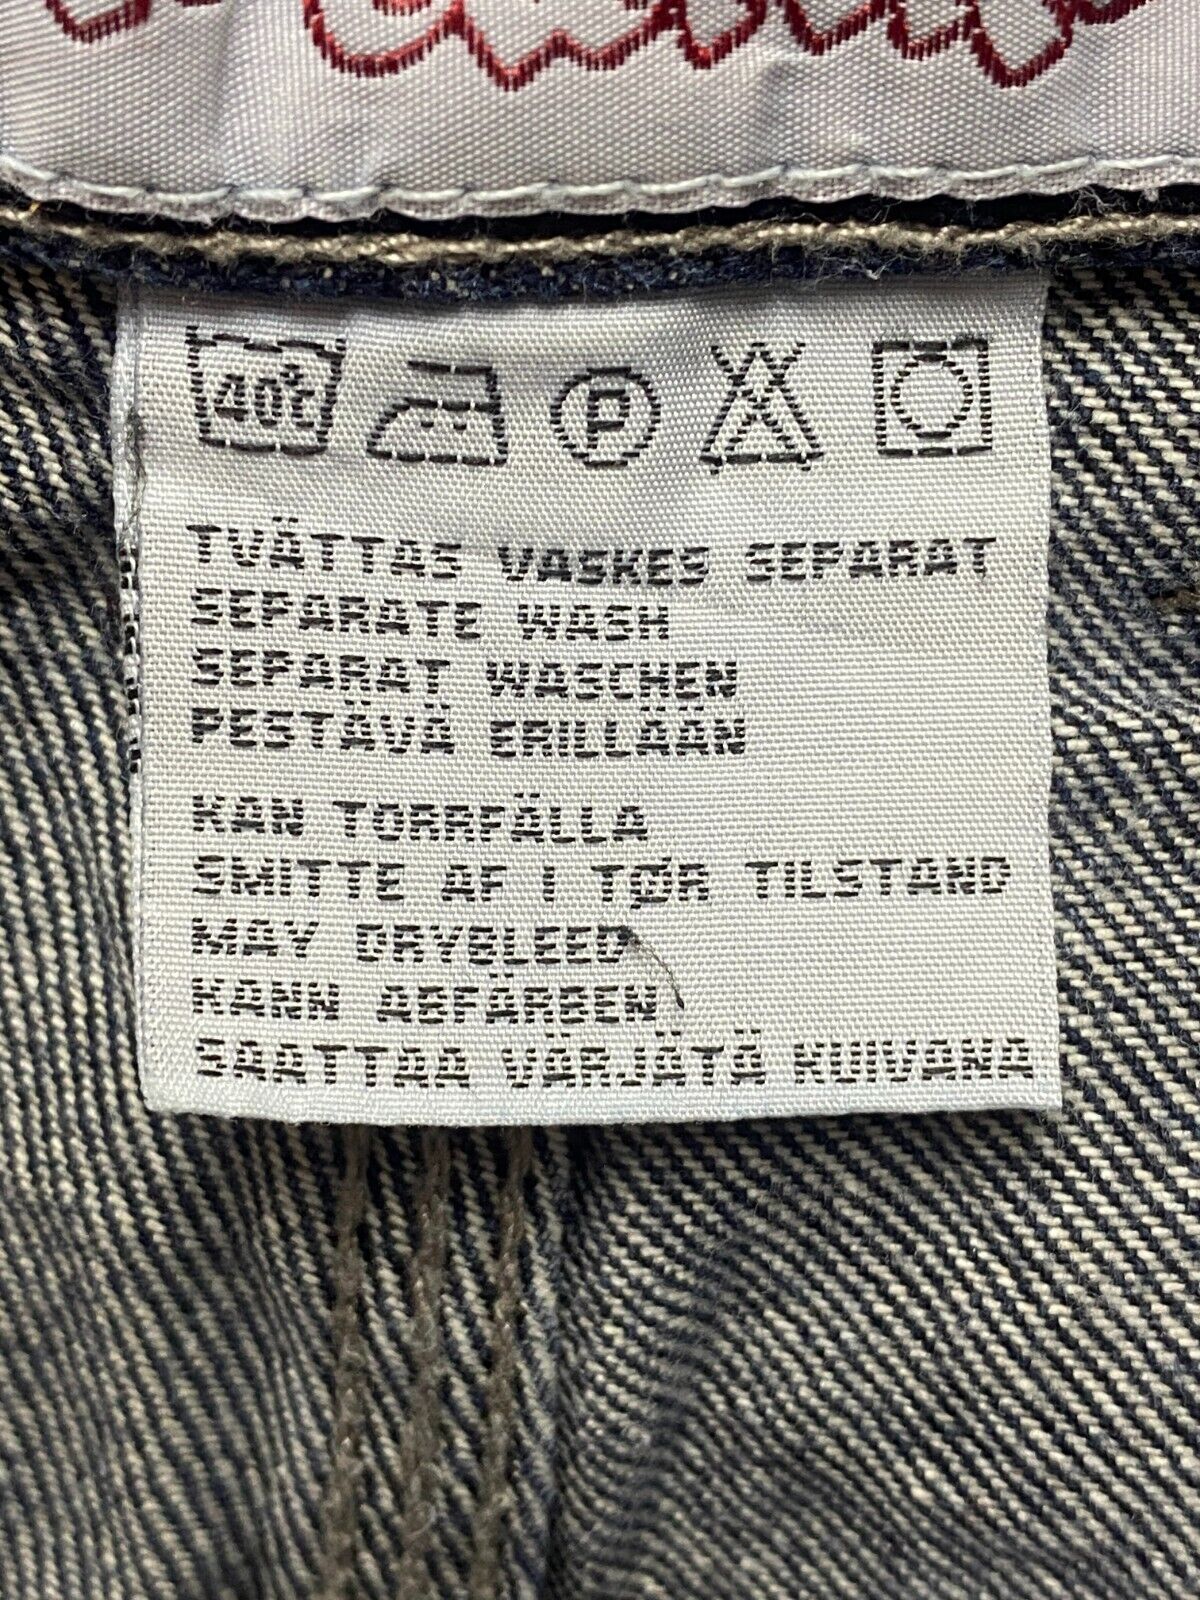 40°C P
TVÄTTAS VASKES SEPARAT
SEPARATE WASH
SEPARAT WASCHEN
PESTÄVÄ ERILLÄÄN
KAN TORRFÄLLA
SMITTE AF I TØR TILSTAND
MAY DRYBLEED
KANN ABFÄRBEN
SAATTAA VÄRJÄTÄ KUIVANA